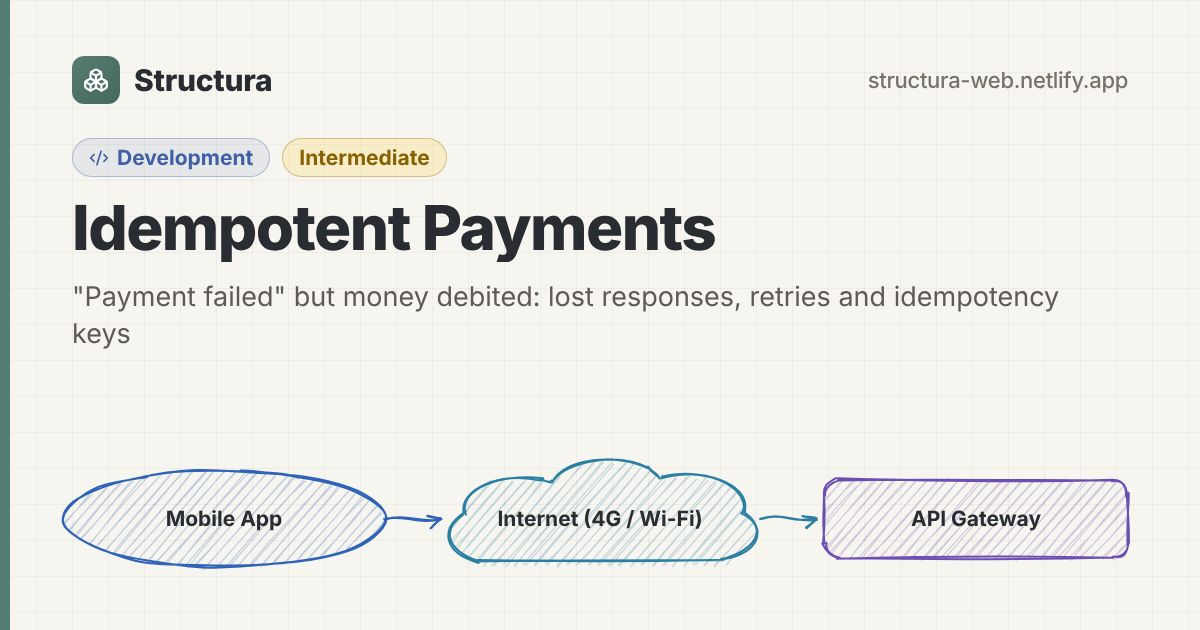 Structura
structura-web.netlify.app
</> Development
Intermediate
Idempotent Payments
"Payment failed" but money debited: lost responses, retries and idempotency
keys
Mobile App
Internet (4G / Wi-Fi)
API Gateway